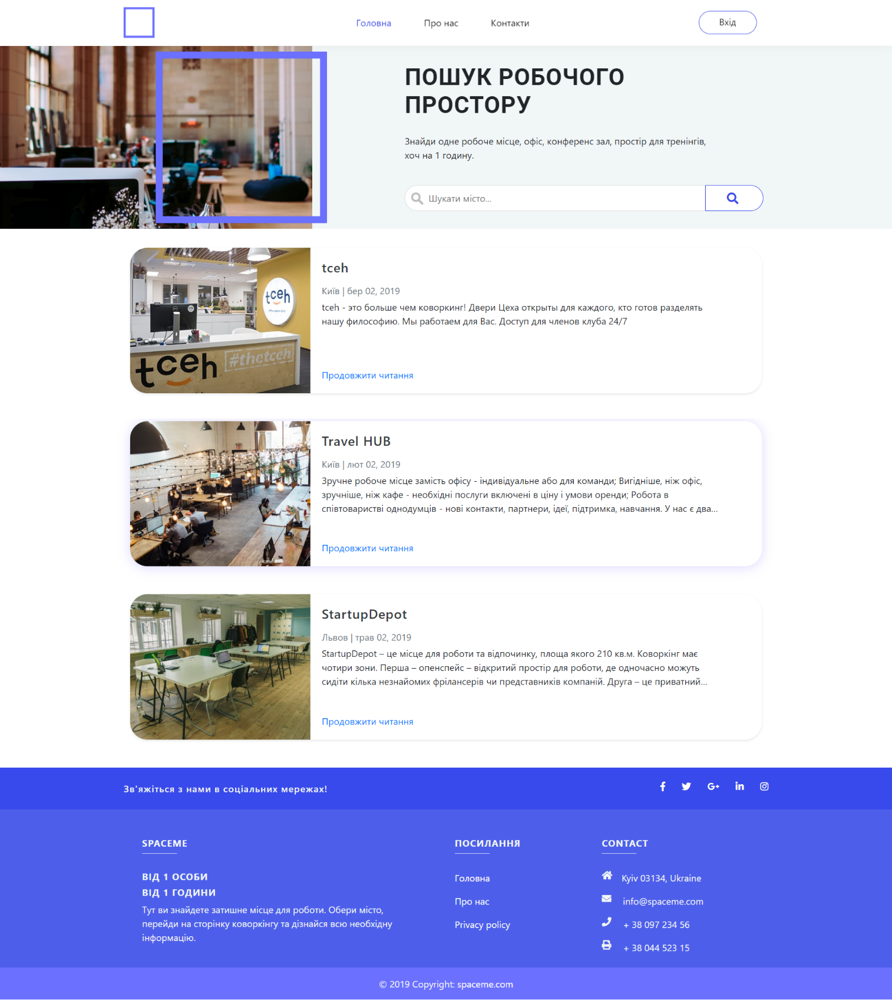 Головна Про нас Контакти Вхід
ПОШУК РОБОЧОГО
ПРОСТОРУ
Знайди одне робоче місце, офіс, конференс зал, простір для тренінгів,
хоч на 1 годину.
Шукати місто...
tceh
tceh
#thetceh
tceh
Київ | бер 02, 2019
tceh - это больше чем коворкинг! Двери Цеха открыты для каждого, кто готов разделять
нашу философию. Мы работаем для Вас. Доступ для членов клуба 24/7
Продовжити читання
Travel HUB
Київ | лют 02, 2019
Зручне робоче місце замість офісу - індивідуальне або для команди; Вигідніше, ніж офіс,
зручніше, ніж кафе - необхідні послуги включені в ціну і умови оренди; Робота в
співтоваристві однодумців - нові контакти, партнери, ідеї, підтримка, навчання. У нас є два...
Продовжити читання
StartupDepot
Львов | трав 02, 2019
StartupDepot – це місце для роботи та відпочинку, площа якого 210 кв.м. Коворкінг має
чотири зони. Перша – опенспейс – відкритий простір для роботи, де одночасно можуть
сидіти кілька незнайомих фрілансерів чи представників компаній. Друга – це приватний...
Продовжити читання
Зв'яжіться з нами в соціальних мережах!
SPACEME
ВІД 1 ОСОБИ
ВІД 1 ГОДИНИ
Тут ви знайдете затишне місце для роботи. Обери місто,
перейди на сторінку коворкінгу та дізнайся всю необхідну
інформацію.
ПОСИЛАННЯ
Головна
Про нас
Privacy policy
CONTACT
Kyiv 03134, Ukraine
info@spaceme.com
+ 38 097 234 56
+ 38 044 523 15
© 2019 Copyright: spaceme.com